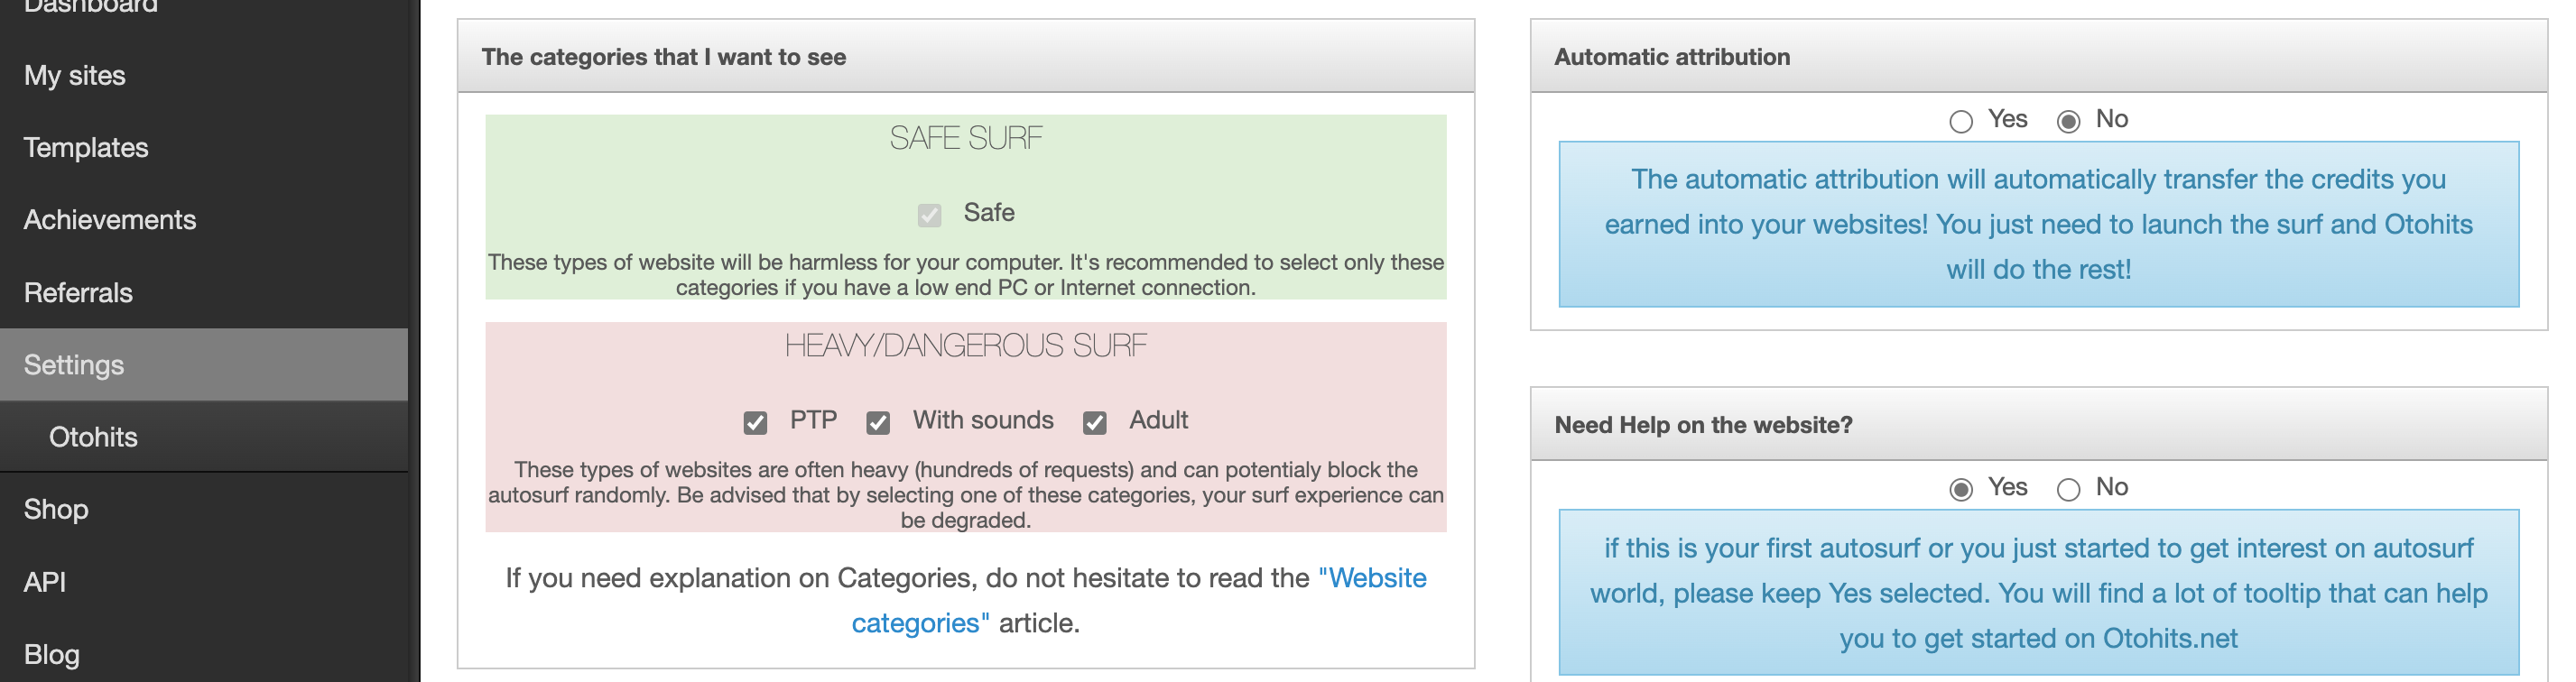 Dashboard
My sites
Templates
Achievements
Referrals
Settings
Otohits
Shop
API
Blog
The categories that I want to see
SAFE SURF
Safe
These types of website will be harmless for your computer. It's recommended to select only these
categories if you have a low end PC or Internet connection.
HEAVY/DANGEROUS SURF
PTP With sounds Adult
These types of websites are often heavy (hundreds of requests) and can potentialy block the
autosurf randomly. Be advised that by selecting one of these categories, your surf experience can
be degraded.
If you need explanation on Categories, do not hesitate to read the "Website
categories" article.
Automatic attribution
Yes No
The automatic attribution will automatically transfer the credits you
earned into your websites! You just need to launch the surf and Otohits
will do the rest!
Need Help on the website?
Yes No
if this is your first autosurf or you just started to get interest on autosurf
world, please keep Yes selected. You will find a lot of tooltip that can help
you to get started on Otohits.net